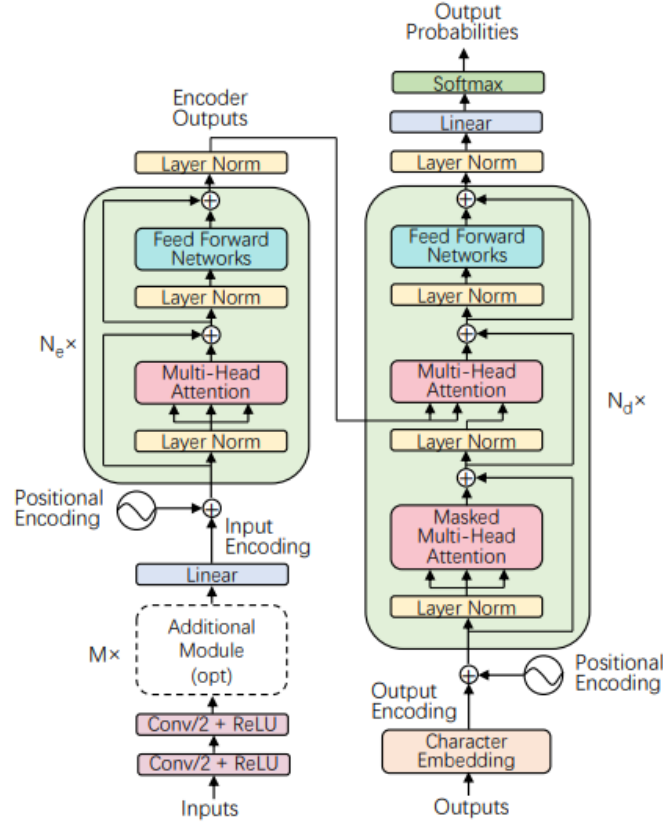 Output
Probabilities
Softmax
Linear
Layer Norm
Encoder
Outputs
Layer Norm
Feed Forward
Networks
Layer Norm
Multi-Head
Attention
Layer Norm
Nₑ×
Positional
Encoding
Input
Encoding
Linear
Additional
Module
(opt)
M×
Conv/2 + ReLU
Conv/2 + ReLU
Inputs
Feed Forward
Networks
Layer Norm
Multi-Head
Attention
N_d×
Layer Norm
Masked
Multi-Head
Attention
Layer Norm
Positional
Encoding
Output
Encoding
Character
Embedding
Outputs